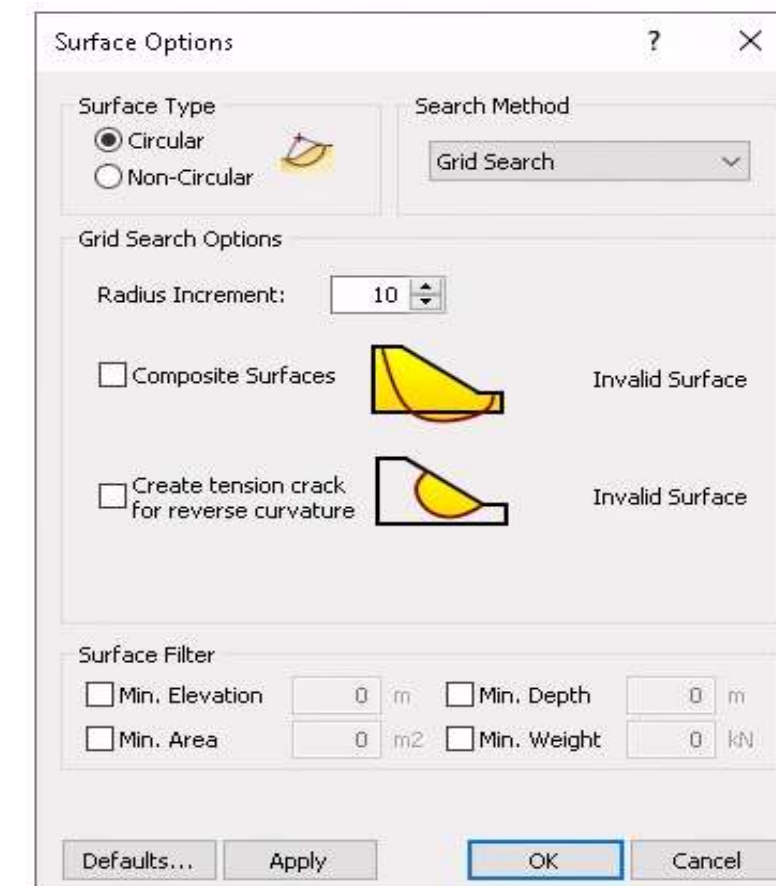 Surface Options ?
Surface Type
Circular
Non-Circular
Search Method
Grid Search
Grid Search Options
Radius Increment: 10
Composite Surfaces Invalid Surface
Create tension crack
for reverse curvature Invalid Surface
Surface Filter
Min. Elevation 0 m Min. Depth 0 m
Min. Area 0 m2 Min. Weight 0 kN
Defaults... Apply OK Cancel